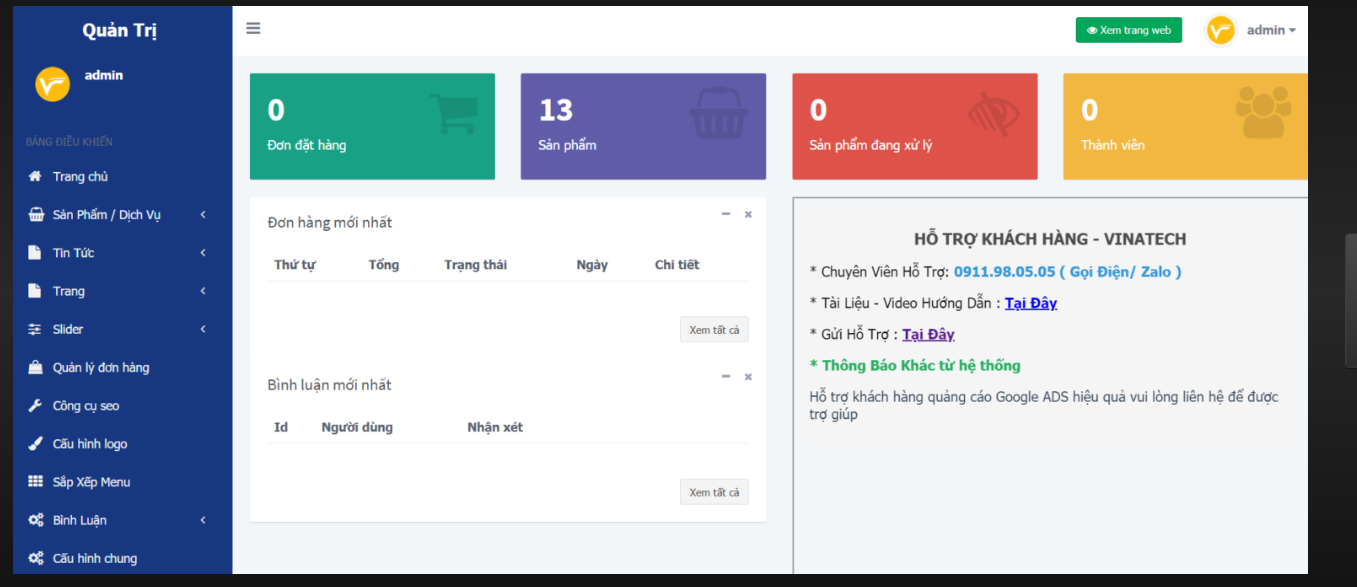 Quản Trị
admin
BẢNG ĐIỀU KHIỂN
Trang chủ
Sản Phẩm / Dịch Vụ
Tin Tức
Trang
Slider
Quản lý đơn hàng
Công cụ seo
Cấu hình logo
Sắp Xếp Menu
Bình Luận
Cấu hình chung
Xem trang web
admin
0
Đơn đặt hàng
13
Sản phẩm
0
Sản phẩm đang xử lý
0
Thành viên
Đơn hàng mới nhất
Thứ tự Tổng Trạng thái Ngày Chi tiết
Xem tất cả
Bình luận mới nhất
Id Người dùng Nhận xét
Xem tất cả
HỖ TRỢ KHÁCH HÀNG - VINATECH
* Chuyên Viên Hỗ Trợ: 0911.98.05.05 ( Gọi Điện/ Zalo )
* Tài Liệu - Video Hướng Dẫn : Tại Đây
* Gửi Hỗ Trợ : Tại Đây
* Thông Báo Khác từ hệ thống
Hỗ trợ khách hàng quảng cáo Google ADS hiệu quả vui lòng liên hệ để được
trợ giúp